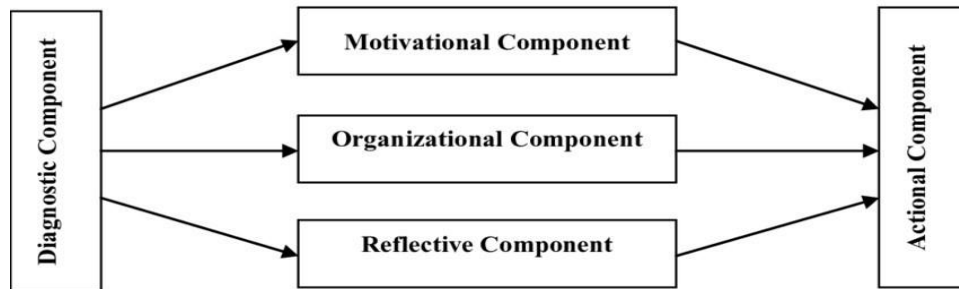 Diagnostic Component
Motivational Component
Organizational Component
Reflective Component
Actional Component